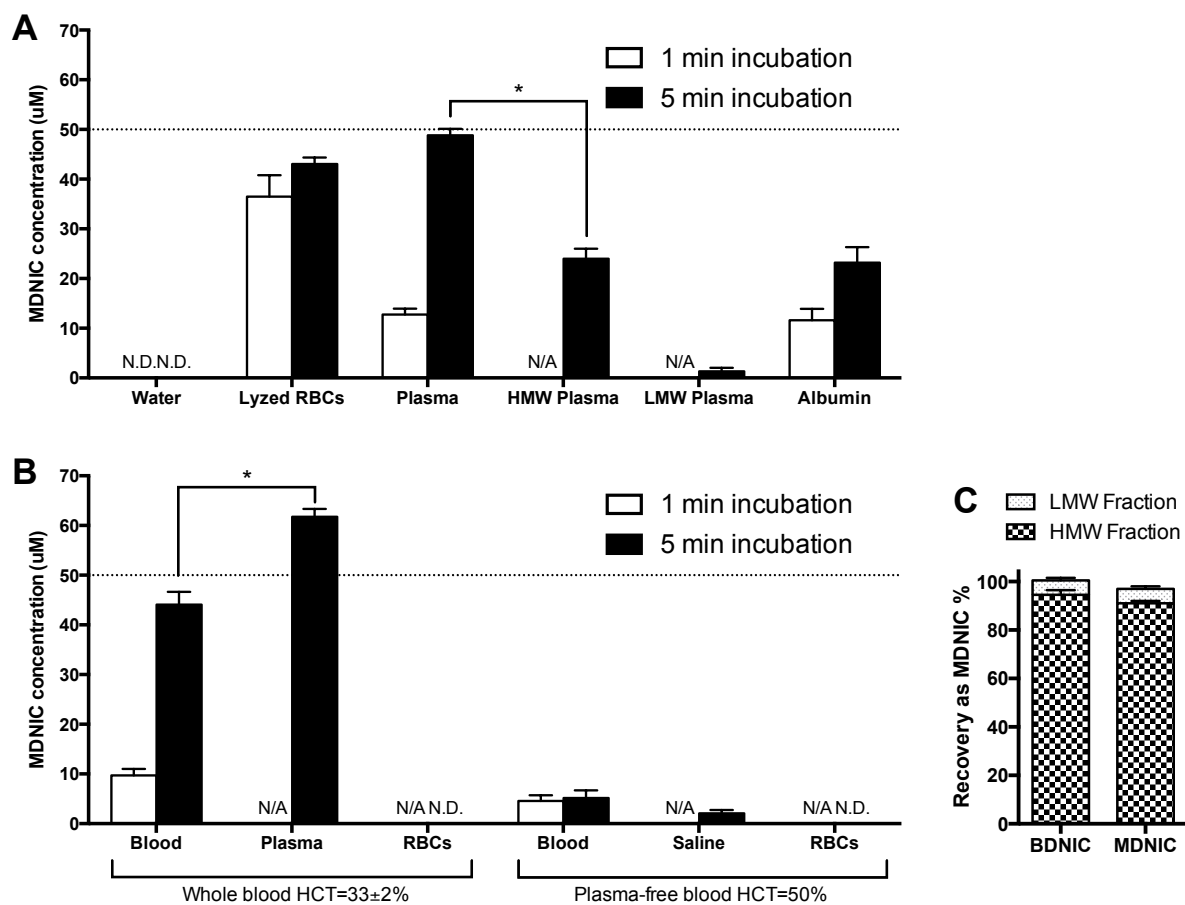 A
MDNIC concentration (uM)
70
60
50
40
30
20
10
0
1 min incubation
5 min incubation
*
N.D. N.D.
N/A
N/A
Water Lyzed RBCs Plasma HMW Plasma LMW Plasma Albumin
B
MDNIC concentration (uM)
70
60
50
40
30
20
10
0
*
1 min incubation
5 min incubation
N/A
N/A N.D.
N/A
N/A N.D.
Blood Plasma RBCs Blood Saline RBCs
Whole blood HCT=33±2% Plasma-free blood HCT=50%
C
LMW Fraction
HMW Fraction
Recovery as MDNIC %
100
80
60
40
20
0
BDNIC MDNIC